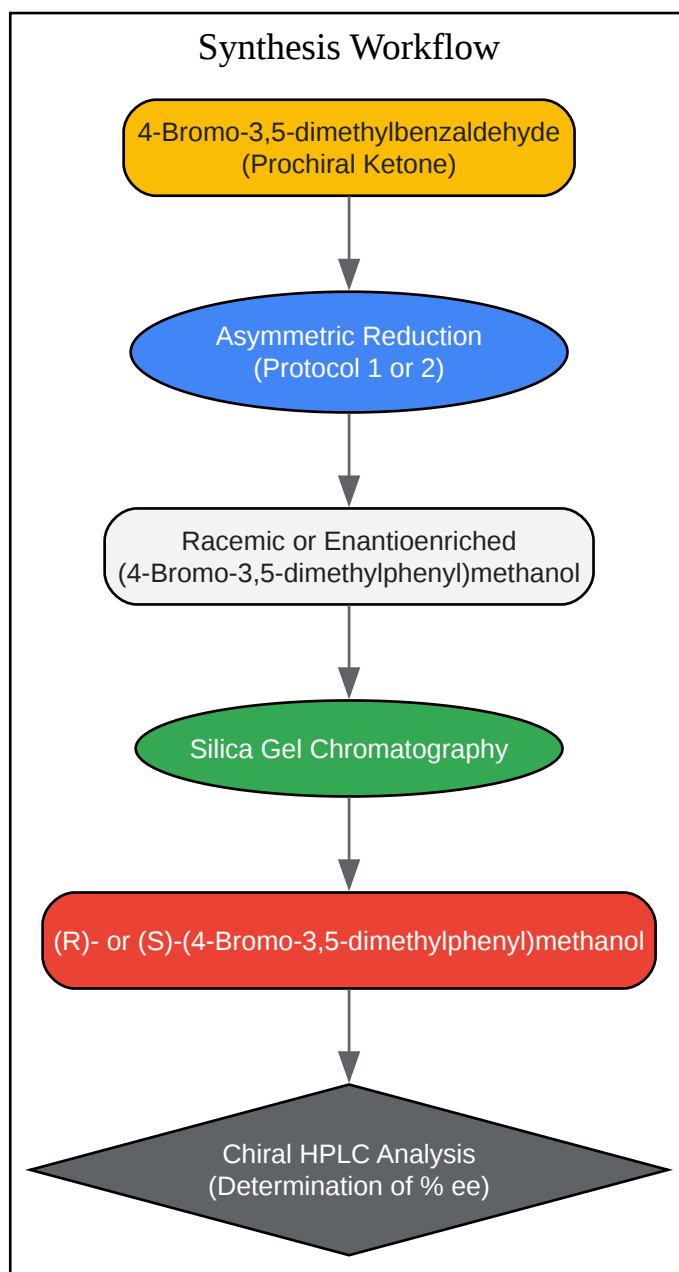 Synthesis Workflow
4-Bromo-3,5-dimethylbenzaldehyde
(Prochiral Ketone)
Asymmetric Reduction
(Protocol 1 or 2)
Racemic or Enantioenriched
(4-Bromo-3,5-dimethylphenyl)methanol
Silica Gel Chromatography
(R)- or (S)-(4-Bromo-3,5-dimethylphenyl)methanol
Chiral HPLC Analysis
(Determination of % ee)